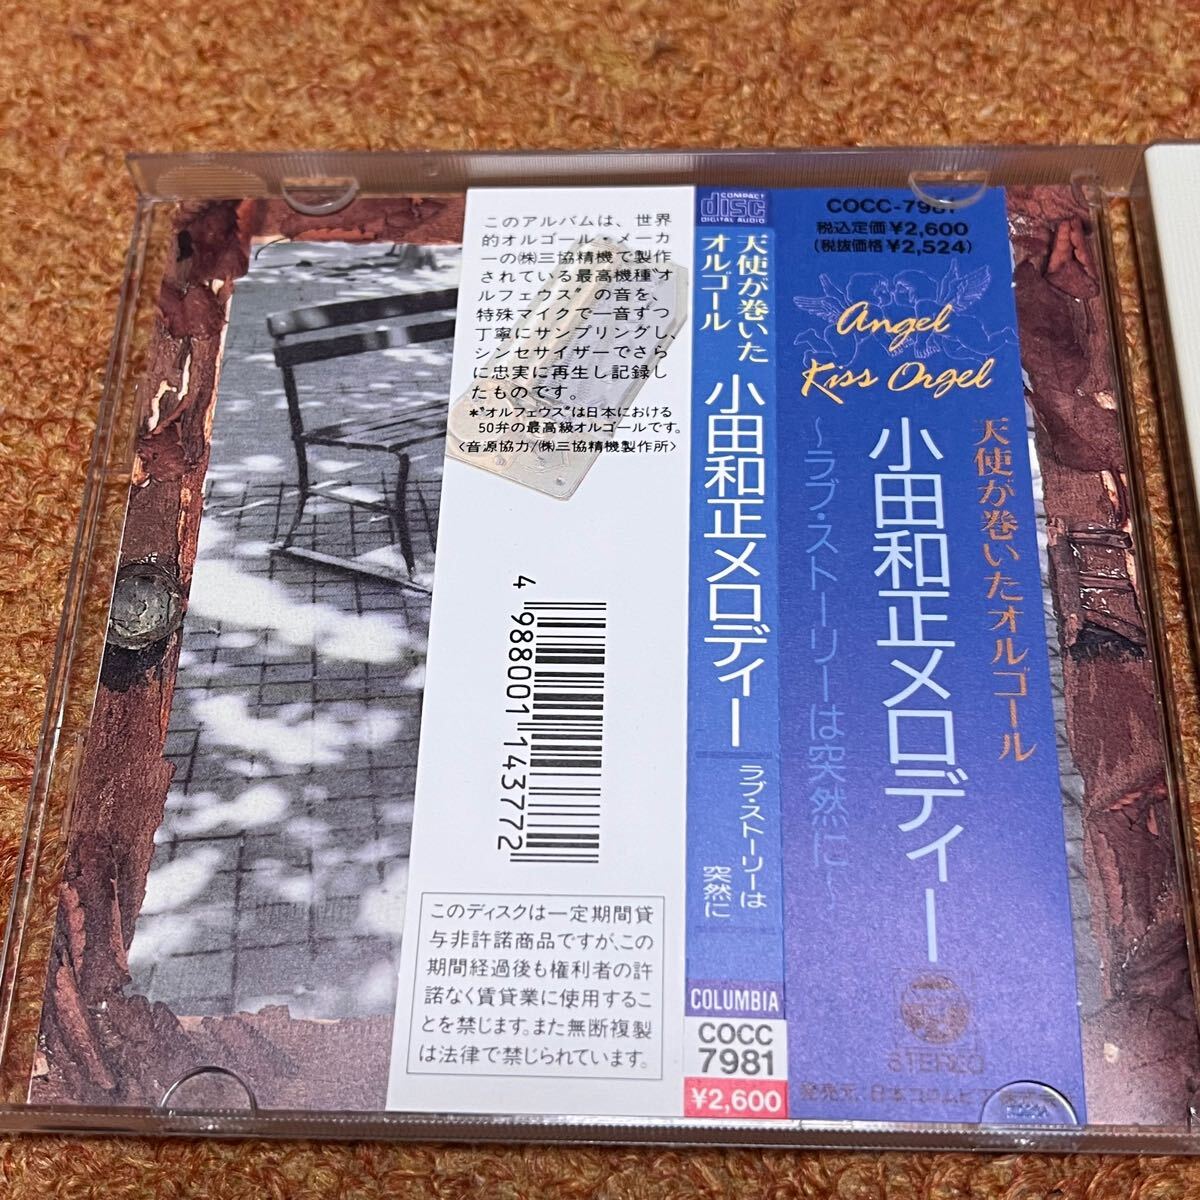 このアルバムは、世界
的オルゴール・メーカ
ーの㈱三協精機で製作
されている最高機種“オ
ルフェウス”の音を、
特殊マイクで一音ずつ
丁寧にサンプリングし、
シンセサイザーでさら
に忠実に再生し記録し
たものです。
*“オルフェウス”は日本における
50弁の最高級オルゴールです。
〈音源協力/㈱三協精機製作所〉
4 988001 143772
このディスクは一定期間貸
与非許諾商品ですが、この
期間経過後も権利者の許
諾なく賃貸業に使用するこ
とを禁じます。また無断複製
は法律で禁じられています。
COMPACT
disc
DIGITAL AUDIO
天使が巻いた
オルゴール
小田和正メロディー
ラブ・ストーリーは
突然に
COLUMBIA
COCC
7981
¥2,600
COCC-7981
税込定価¥2,600
(税抜価格¥2,524)
Angel
Kiss Orgel
天使が巻いたオルゴール
小田和正メロディー
〜ラブ・ストーリーは突然に〜
STEREO
発売元 日本コロムビア株式会社